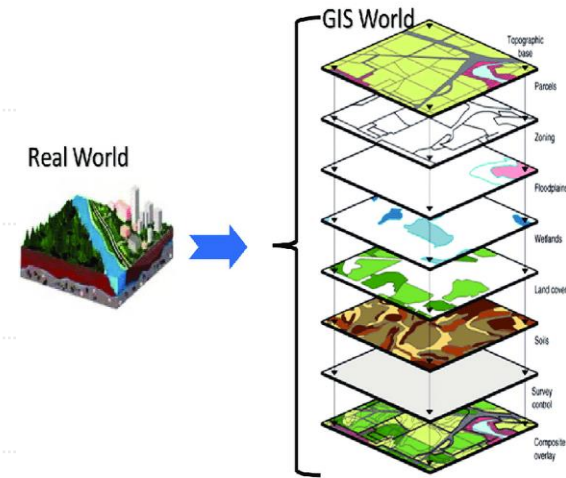 GIS World
Topographic
base
Parcels
Zoning
Real World
Floodplains
Wetlands
Land cover
Soils
Survey
control
Composite
overlay